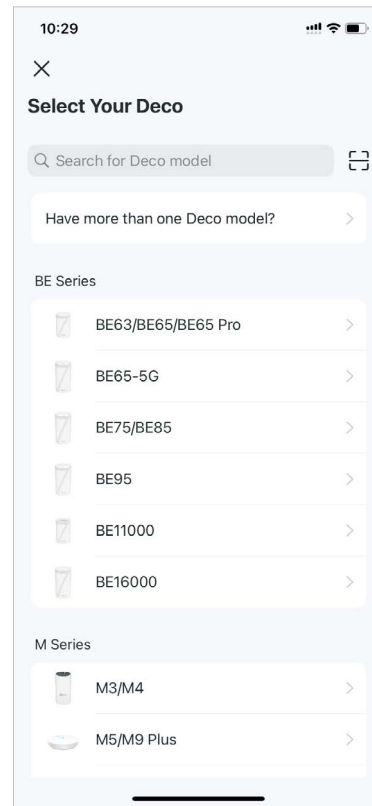 10:29
Select Your Deco
Search for Deco model
Have more than one Deco model?
BE Series
BE63/BE65/BE65 Pro
BE65-5G
BE75/BE85
BE95
BE11000
BE16000
M Series
M3/M4
M5/M9 Plus